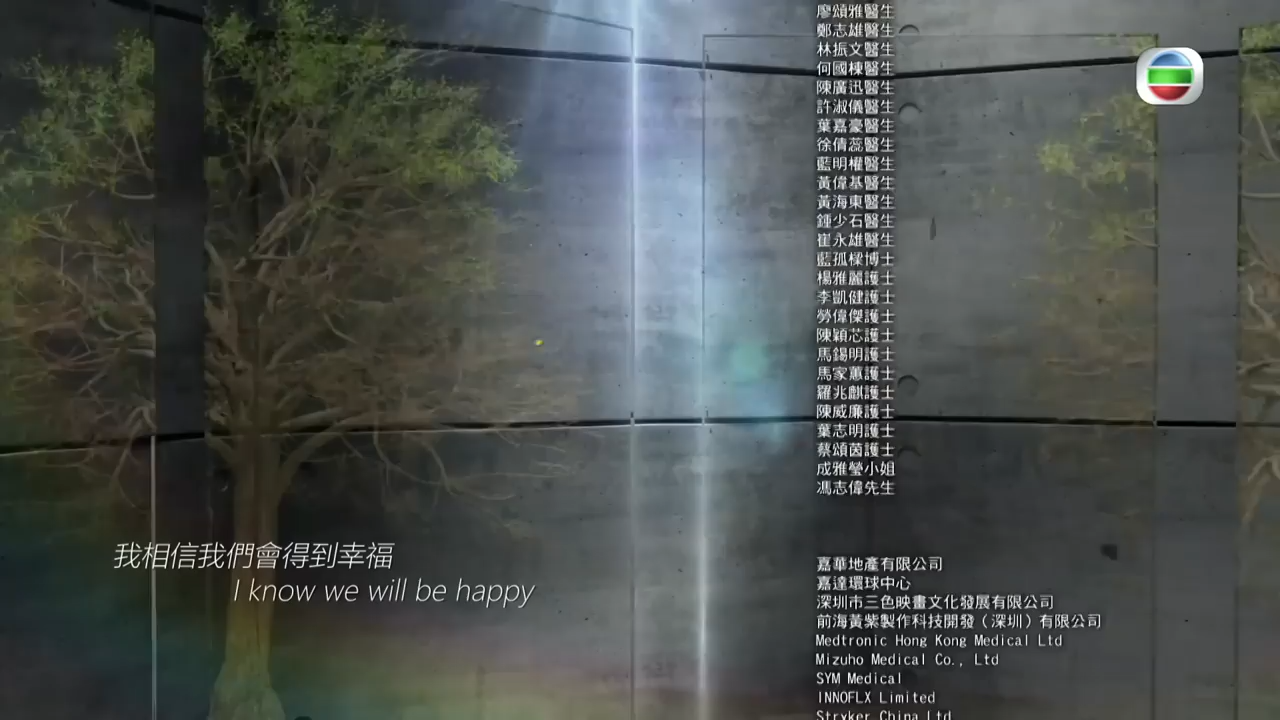 廖頌雅醫生
鄭志雄醫生
林振文醫生
何國棟醫生
陳廣迅醫生
許淑儀醫生
葉嘉豪醫生
徐倩蕊醫生
藍明權醫生
黃偉基醫生
黃海東醫生
鍾少石醫生
崔永雄醫生
藍孤樑博士
楊雅麗護士
李凱健護士
勞偉傑護士
陳穎芯護士
馬錫明護士
馬家蕙護士
羅兆麒護士
陳威廉護士
葉志明護士
蔡頌茵護士
成雅瑩小姐
馮志偉先生
我相信我們會得到幸福
I know we will be happy
嘉華地產有限公司
嘉達環球中心
深圳市三色映畫文化發展有限公司
前海黃紫製作科技開發（深圳）有限公司
Medtronic Hong Kong Medical Ltd
Mizuho Medical Co., Ltd
SYM Medical
INNOFLX Limited
Stryker China Ltd